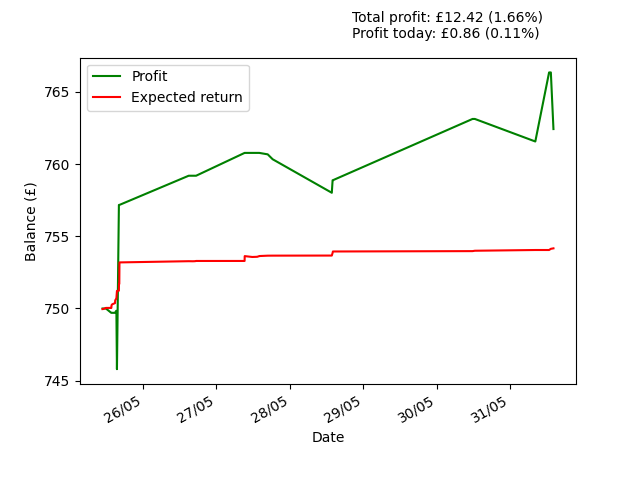 Total profit: £12.42 (1.66%)
Profit today: £0.86 (0.11%)
Profit
Expected return
765
760
755
750
745
Balance (£)
26/05
27/05
28/05
29/05
30/05
31/05
Date